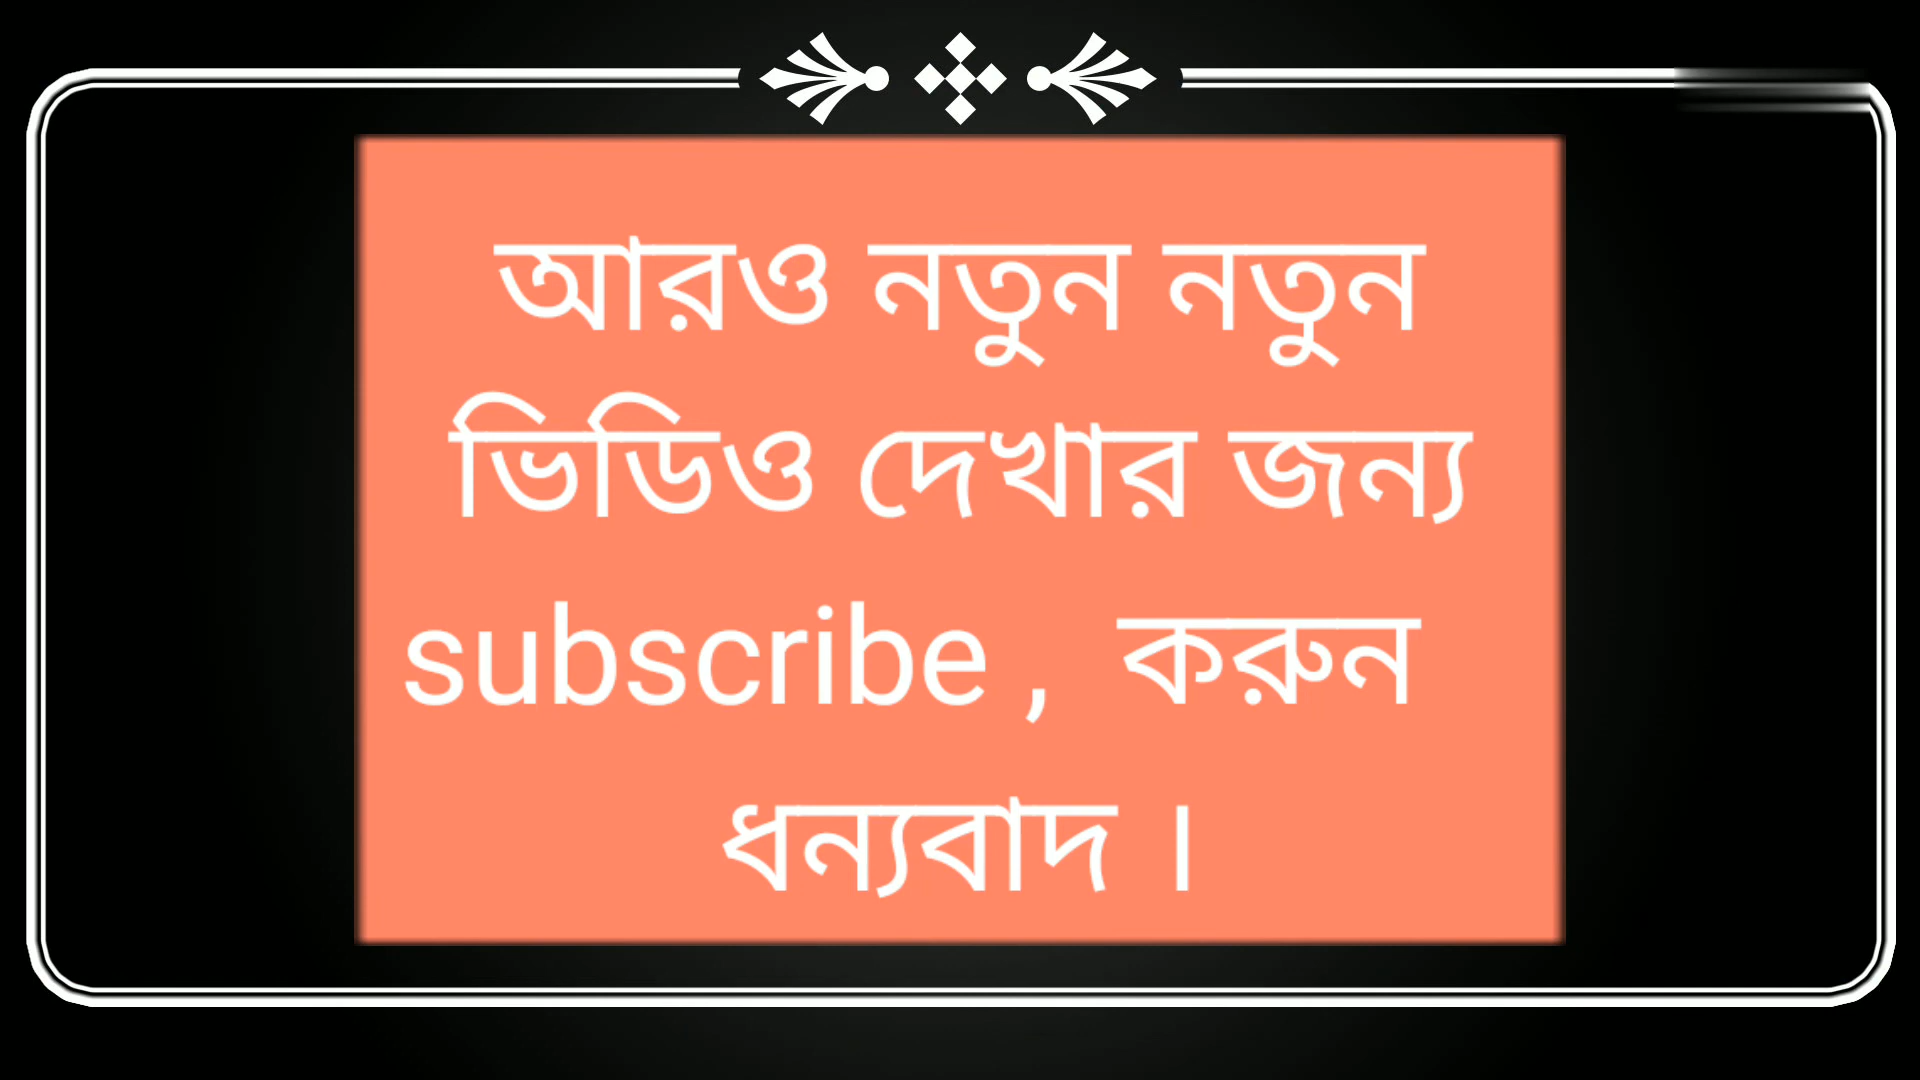 আরও নতুন নতুন
ভিডিও দেখার জন্য
subscribe , করুন
ধন্যবাদ ।